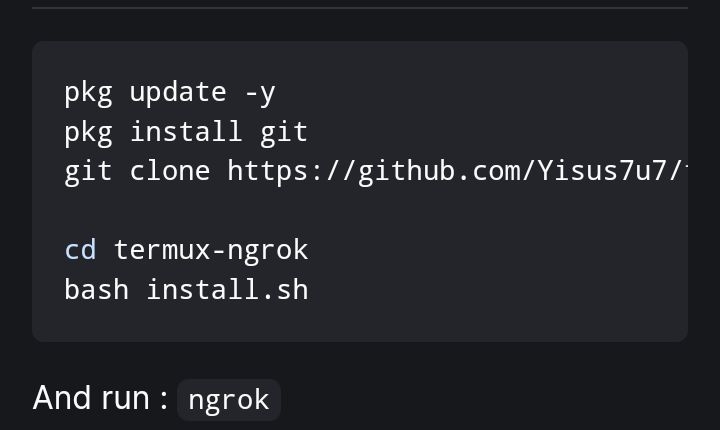 pkg update -y
pkg install git
git clone https://github.com/Yisus7u7/
cd termux-ngrok
bash install.sh
And run : ngrok